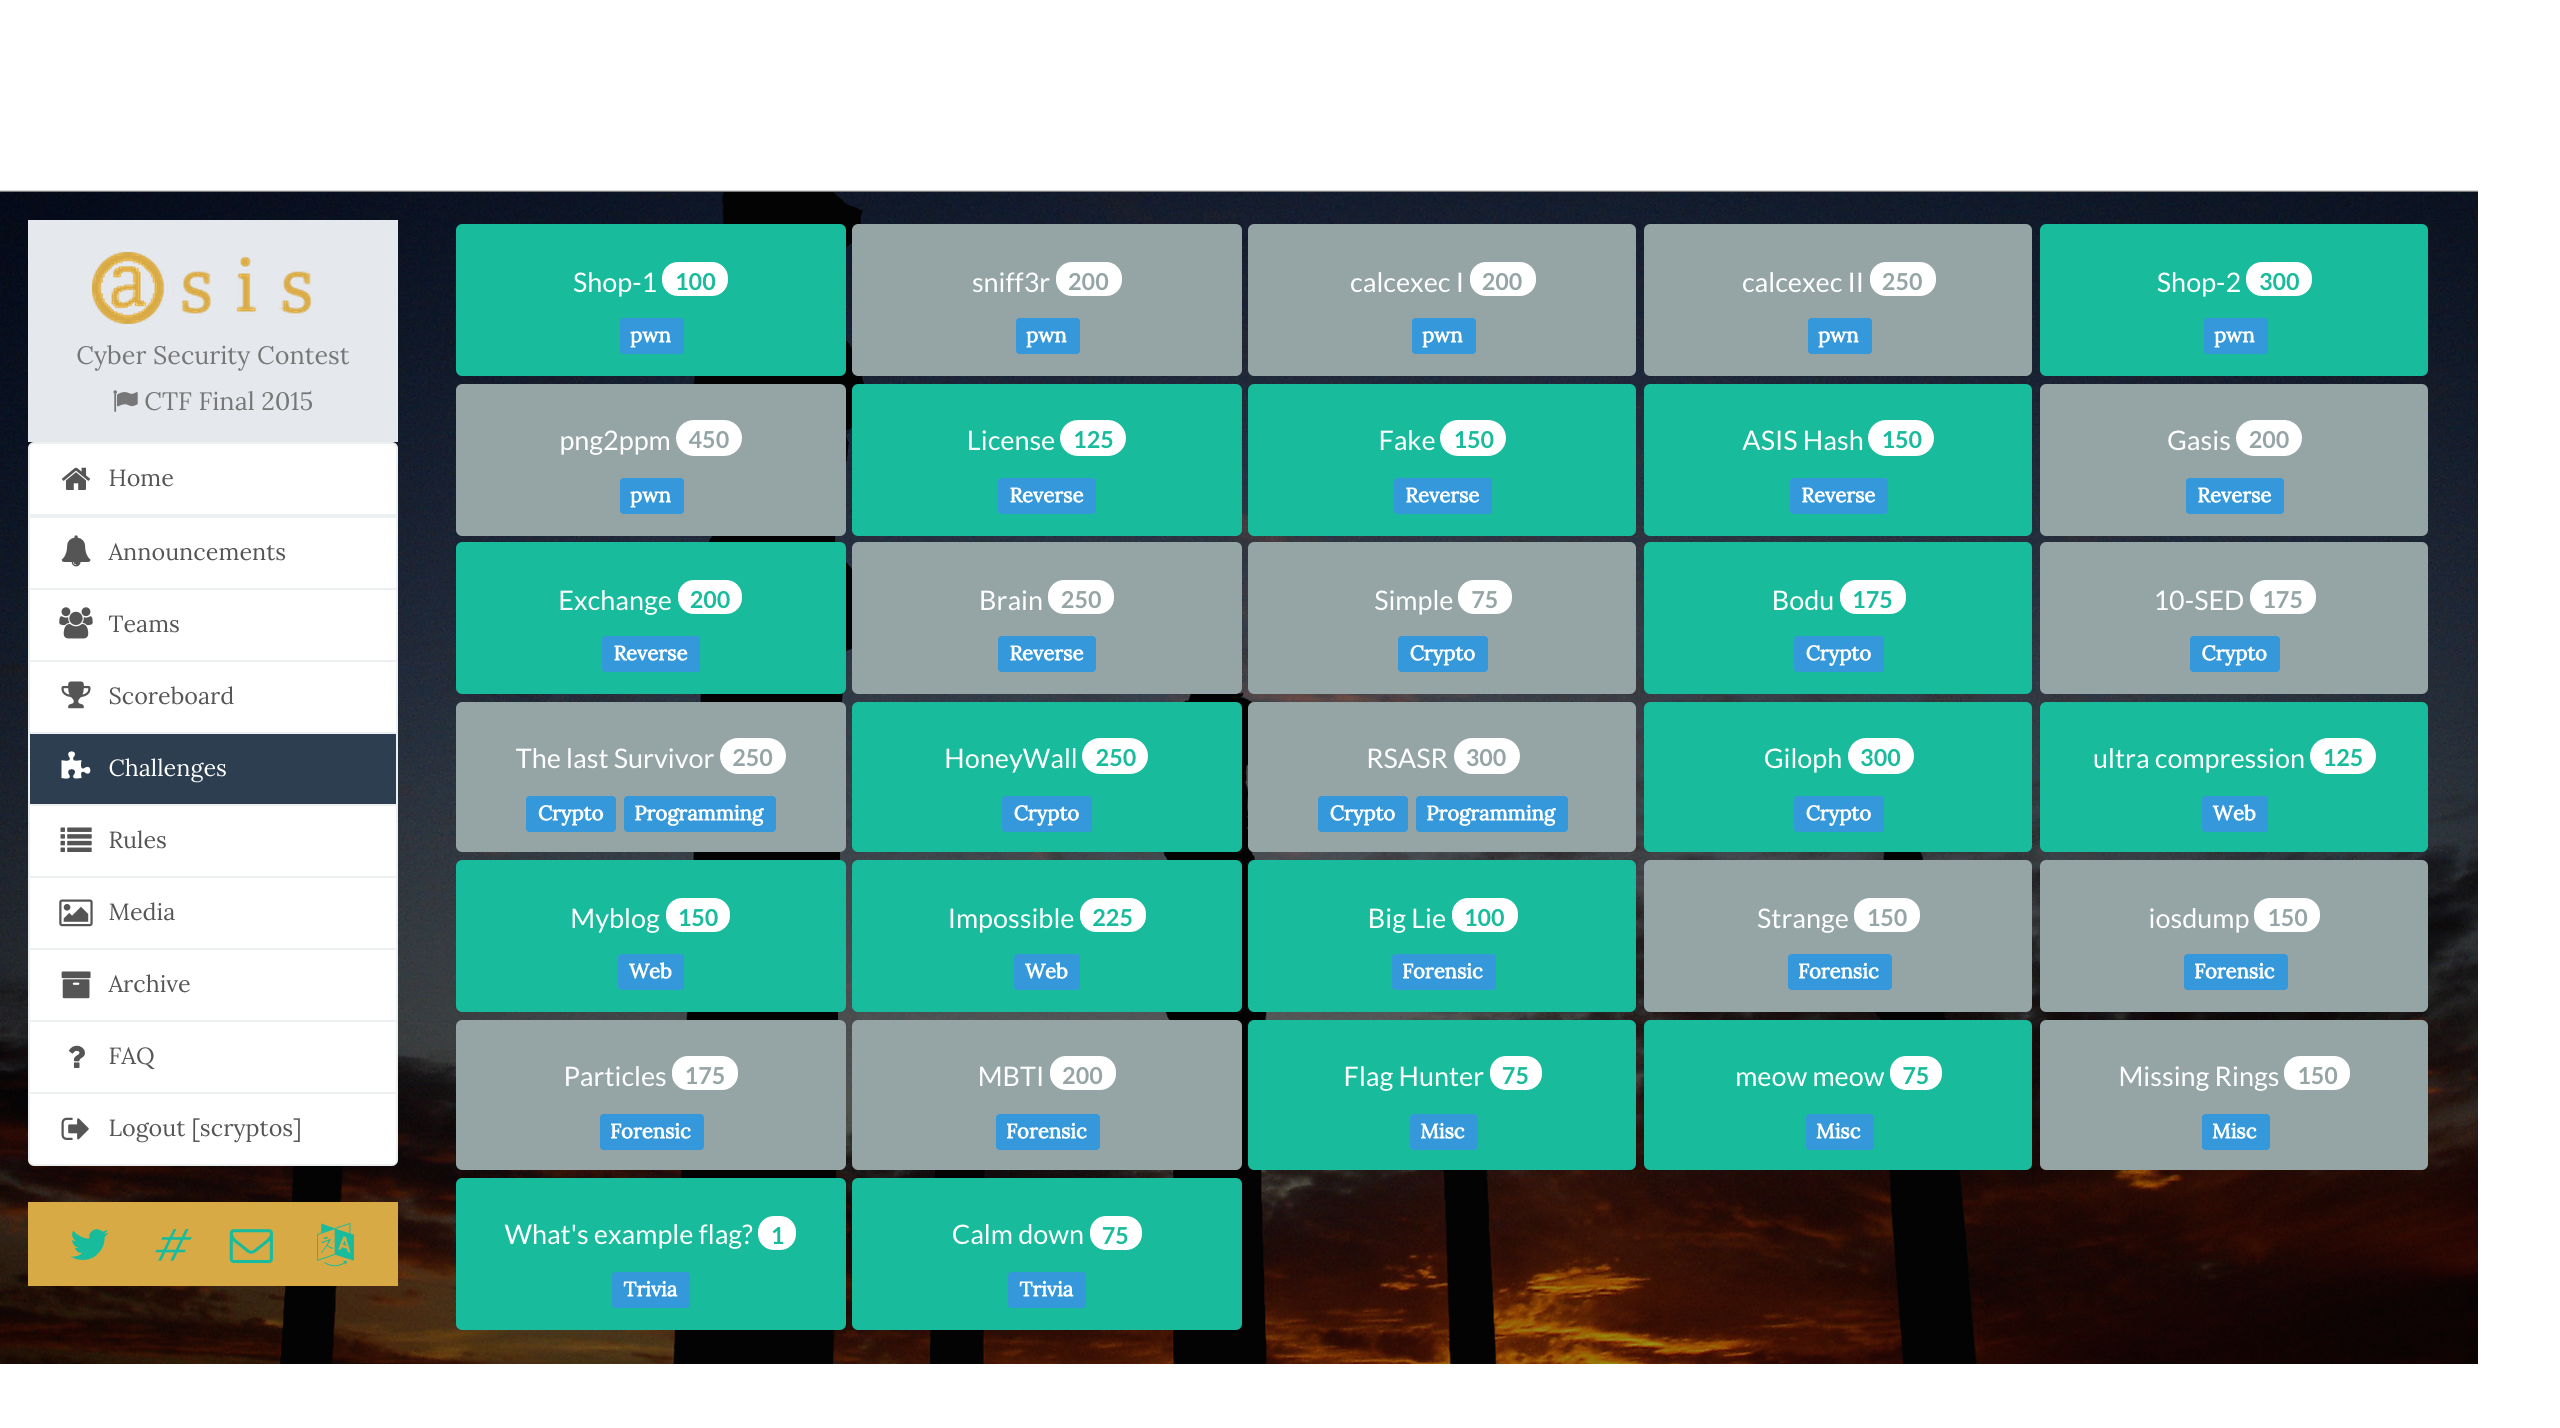 @sis
Cyber Security Contest
CTF Final 2015
Home
Announcements
Teams
Scoreboard
Challenges
Rules
Media
Archive
FAQ
Logout [scryptos]
Shop-1 100
pwn
sniff3r 200
pwn
calcexec I 200
pwn
calcexec II 250
pwn
Shop-2 300
pwn
png2ppm 450
pwn
License 125
Reverse
Fake 150
Reverse
ASIS Hash 150
Reverse
Gasis 200
Reverse
Exchange 200
Reverse
Brain 250
Reverse
Simple 75
Crypto
Bodu 175
Crypto
10-SED 175
Crypto
The last Survivor 250
Crypto Programming
HoneyWall 250
Crypto
RSASR 300
Crypto Programming
Giloph 300
Crypto
ultra compression 125
Web
Myblog 150
Web
Impossible 225
Web
Big Lie 100
Forensic
Strange 150
Forensic
iosdump 150
Forensic
Particles 175
Forensic
MBTI 200
Forensic
Flag Hunter 75
Misc
meow meow 75
Misc
Missing Rings 150
Misc
What's example flag? 1
Trivia
Calm down 75
Trivia